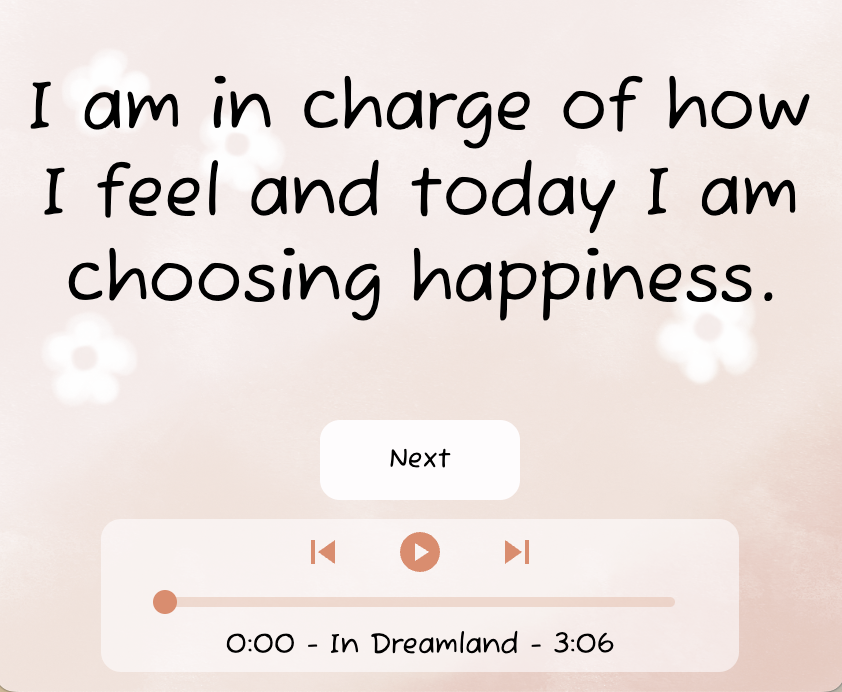 I am in charge of how
I feel and today I am
choosing happiness.
Next
0:00 - In Dreamland - 3:06